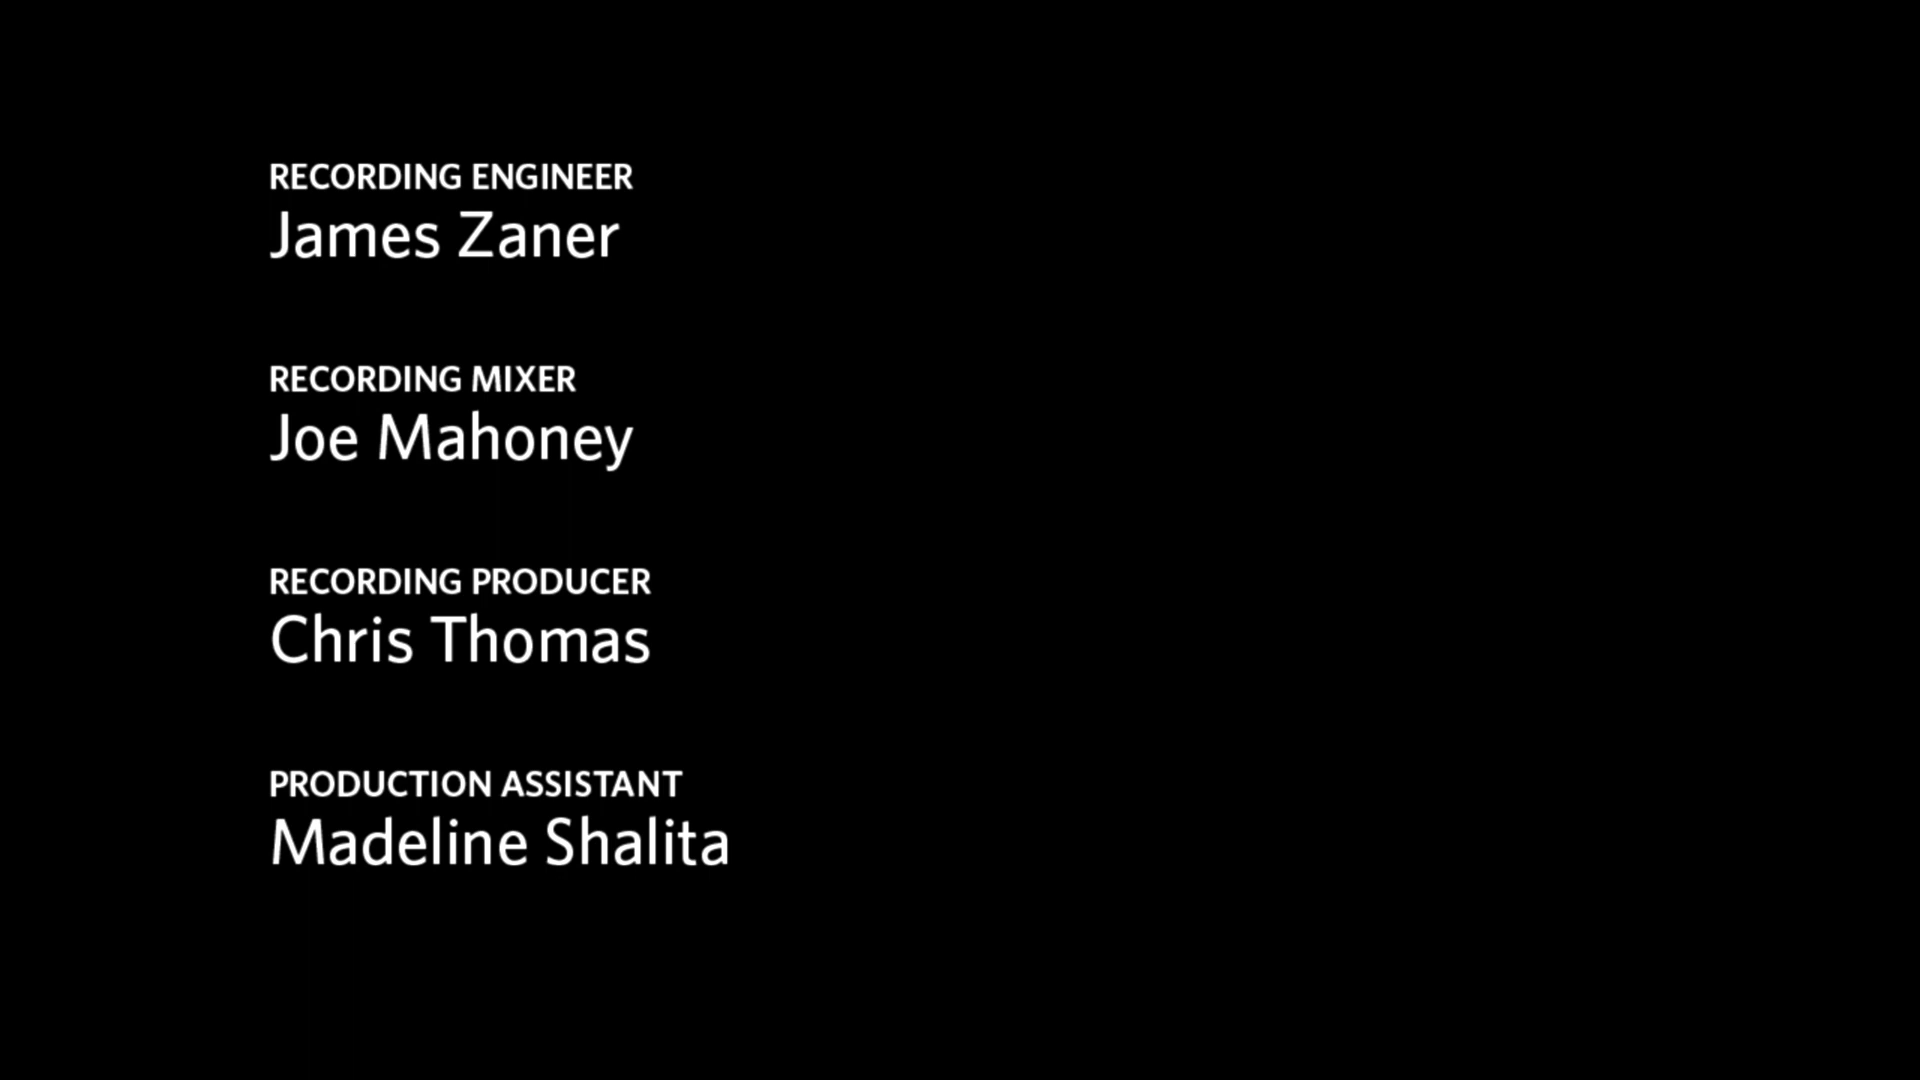 RECORDING ENGINEER
James Zaner
RECORDING MIXER
Joe Mahoney
RECORDING PRODUCER
Chris Thomas
PRODUCTION ASSISTANT
Madeline Shalita